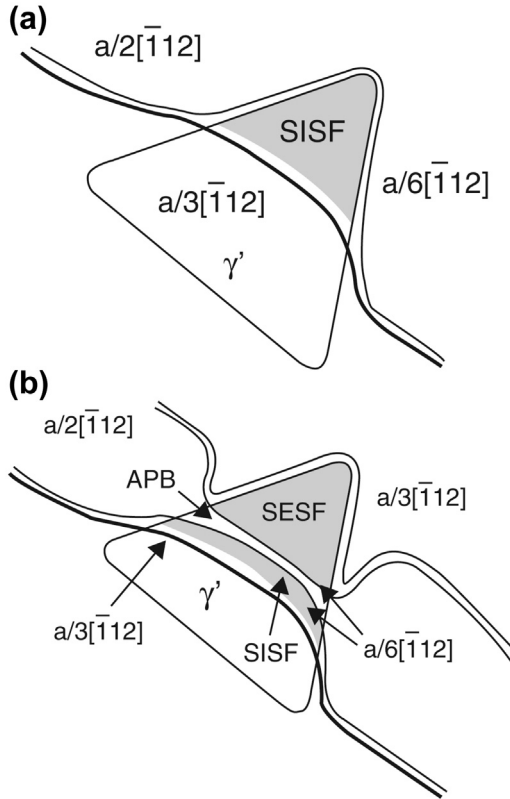 (a)
a/2[1̅12]
SISF
a/6[1̅12]
a/3[1̅12]
γ'
(b)
a/2[1̅12]
APB
a/3[1̅12]
SESF
γ'
a/3[1̅12]
SISF
a/6[1̅12]